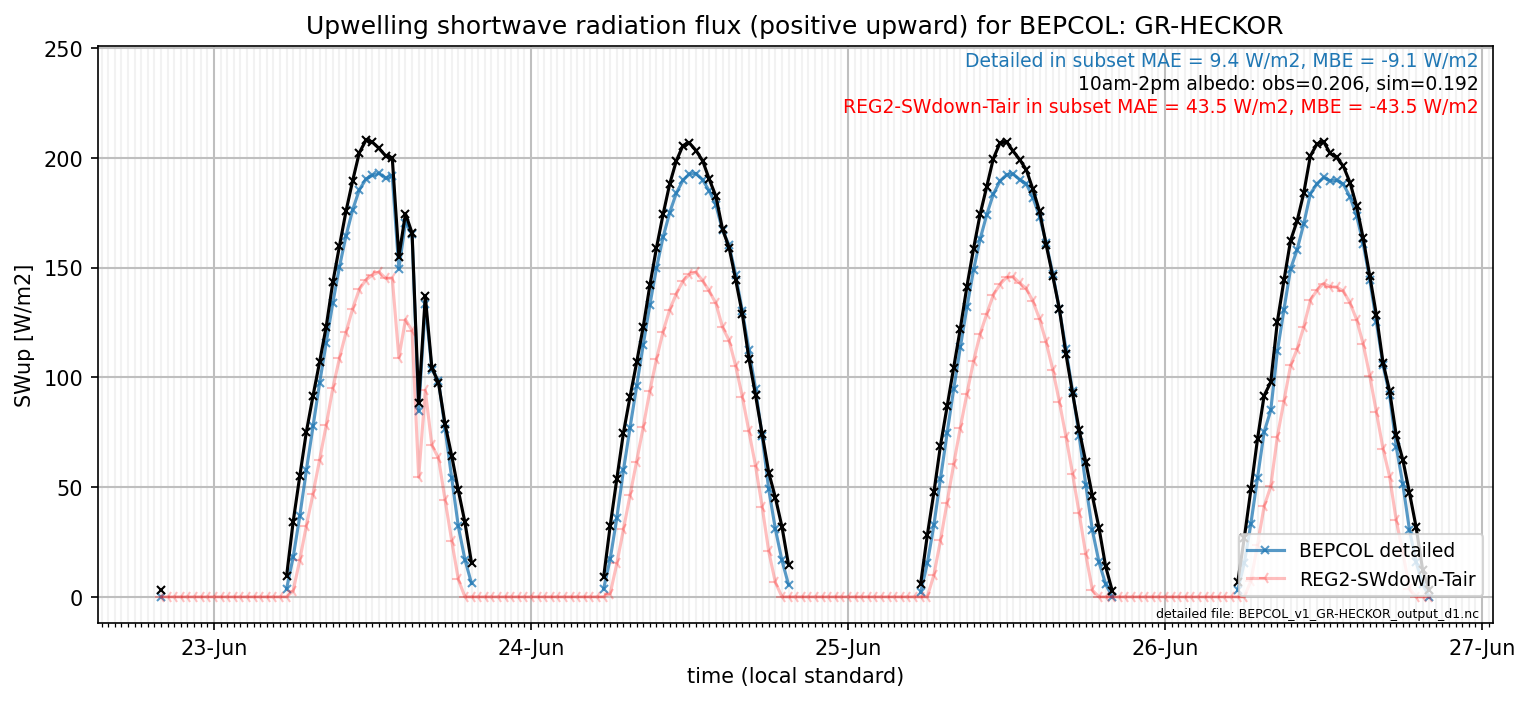 Upwelling shortwave radiation flux (positive upward) for BEPCOL: GR-HECKOR
Detailed in subset MAE = 9.4 W/m2, MBE = -9.1 W/m2
10am-2pm albedo: obs=0.206, sim=0.192
REG2-SWdown-Tair in subset MAE = 43.5 W/m2, MBE = -43.5 W/m2
SWup [W/m2]
250
200
150
100
50
0
BEPCOL detailed
REG2-SWdown-Tair
detailed file: BEPCOL_v1_GR-HECKOR_output_d1.nc
23-Jun 24-Jun 25-Jun 26-Jun 27-Jun
time (local standard)